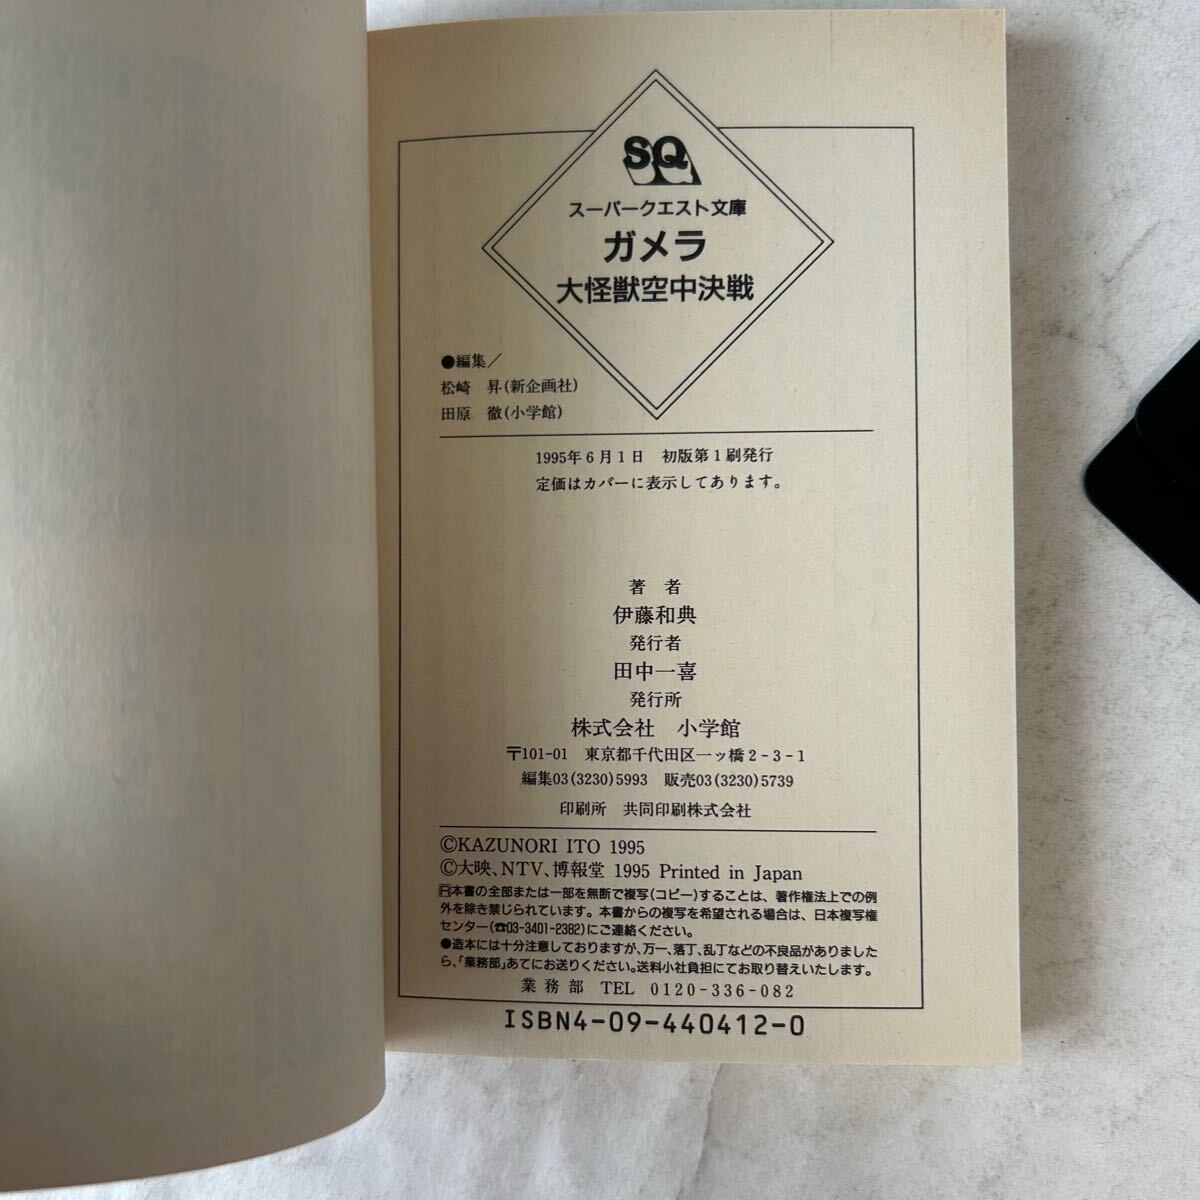 SQ
スーパークエスト文庫
ガメラ
大怪獣空中決戦
●編集／
松崎　昇(新企画社)
田原　徹(小学館)
1995年6月1日　初版第1刷発行
定価はカバーに表示してあります。
著　者
伊藤和典
発行者
田中一喜
発行所
株式会社　小学館
〒101-01　東京都千代田区一ッ橋2-3-1
編集03(3230)5993　販売03(3230)5739
印刷所　共同印刷株式会社
©KAZUNORI ITO 1995
©大映、NTV、博報堂 1995 Printed in Japan
Ⓡ本書の全部または一部を無断で複写(コピー)することは、著作権法上での例
外を除き禁じられています。本書からの複写を希望される場合は、日本複写権
センター(☎03-3401-2382)にご連絡ください。
●造本には十分注意しておりますが、万一、落丁、乱丁などの不良品がありました
ら、「業務部」あてにお送りください。送料小社負担にてお取り替えいたします。
業務部　TEL　0120-336-082
ISBN4-09-440412-0